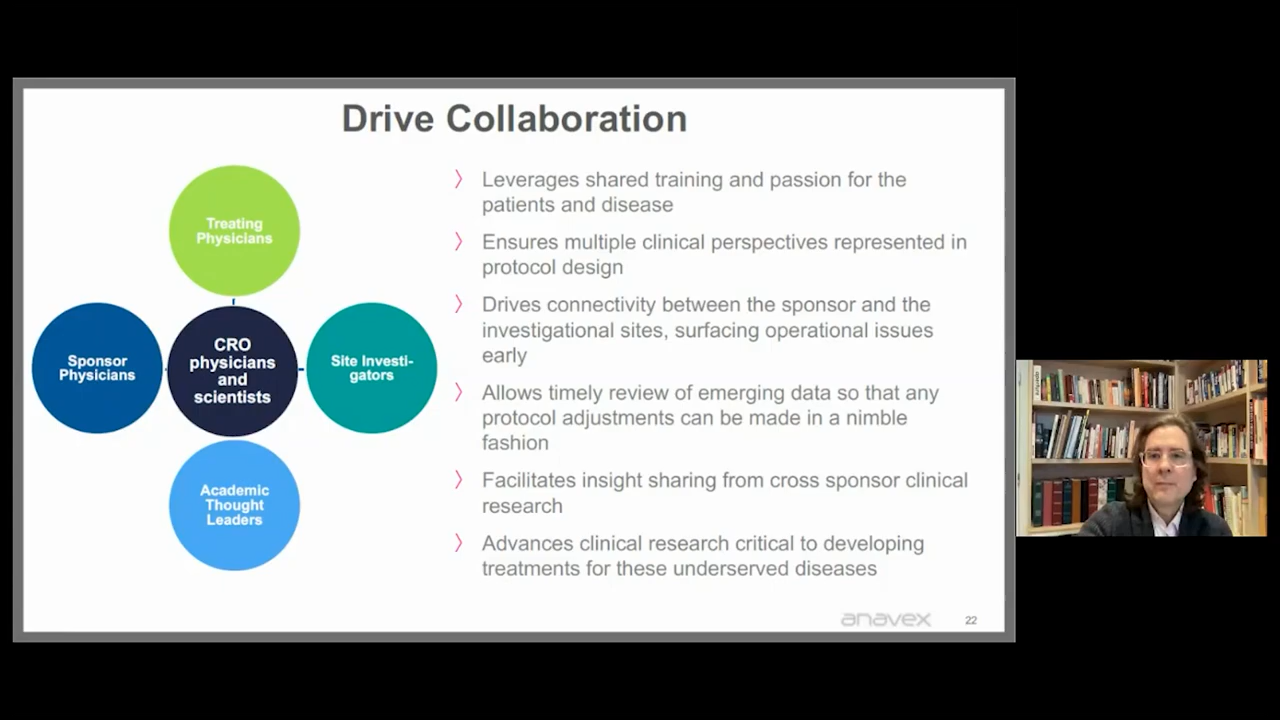 Drive Collaboration
Treating
Physicians
Sponsor
Physicians
CRO
physicians
and
scientists
Site Investi-
gators
Academic
Thought
Leaders
Leverages shared training and passion for the
patients and disease
Ensures multiple clinical perspectives represented in
protocol design
Drives connectivity between the sponsor and the
investigational sites, surfacing operational issues
early
Allows timely review of emerging data so that any
protocol adjustments can be made in a nimble
fashion
Facilitates insight sharing from cross sponsor clinical
research
Advances clinical research critical to developing
treatments for these underserved diseases
anavex
22